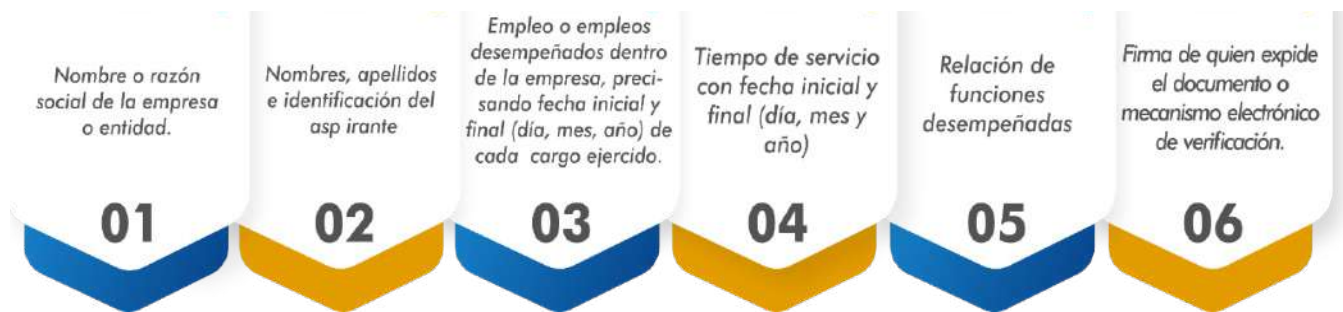 Nombre o razón
social de la empresa
o entidad.
01
Nombres, apellidos
e identificación del
asp irante
02
Empleo o empleos
desempeñados dentro
de la empresa, preci-
sando fecha inicial y
final (día, mes, año) de
cada cargo ejercido.
03
Tiempo de servicio
con fecha inicial y
final (día, mes y
año)
04
Relación de
funciones
desempeñadas
05
Firma de quien expide
el documento o
mecanismo electrónico
de verificación.
06